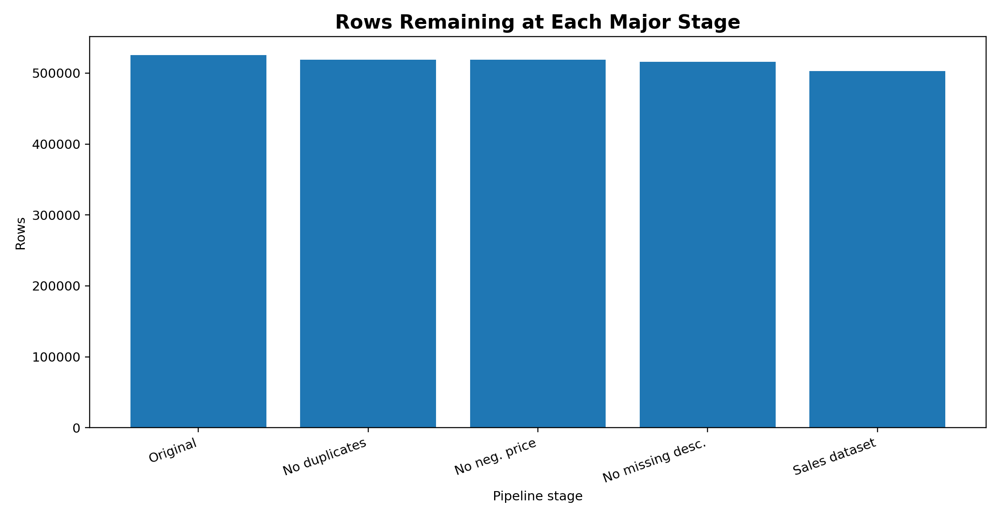 Rows Remaining at Each Major Stage
Rows
500000
400000
300000
200000
100000
0
Original
No duplicates
No neg. price
No missing desc.
Sales dataset
Pipeline stage